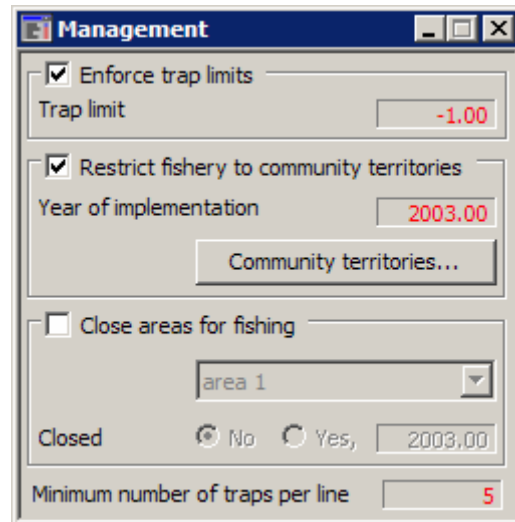 Management
Enforce trap limits
Trap limit -1.00
Restrict fishery to community territories
Year of implementation 2003.00
Community territories...
Close areas for fishing
area 1
Closed No Yes, 2003.00
Minimum number of traps per line 5